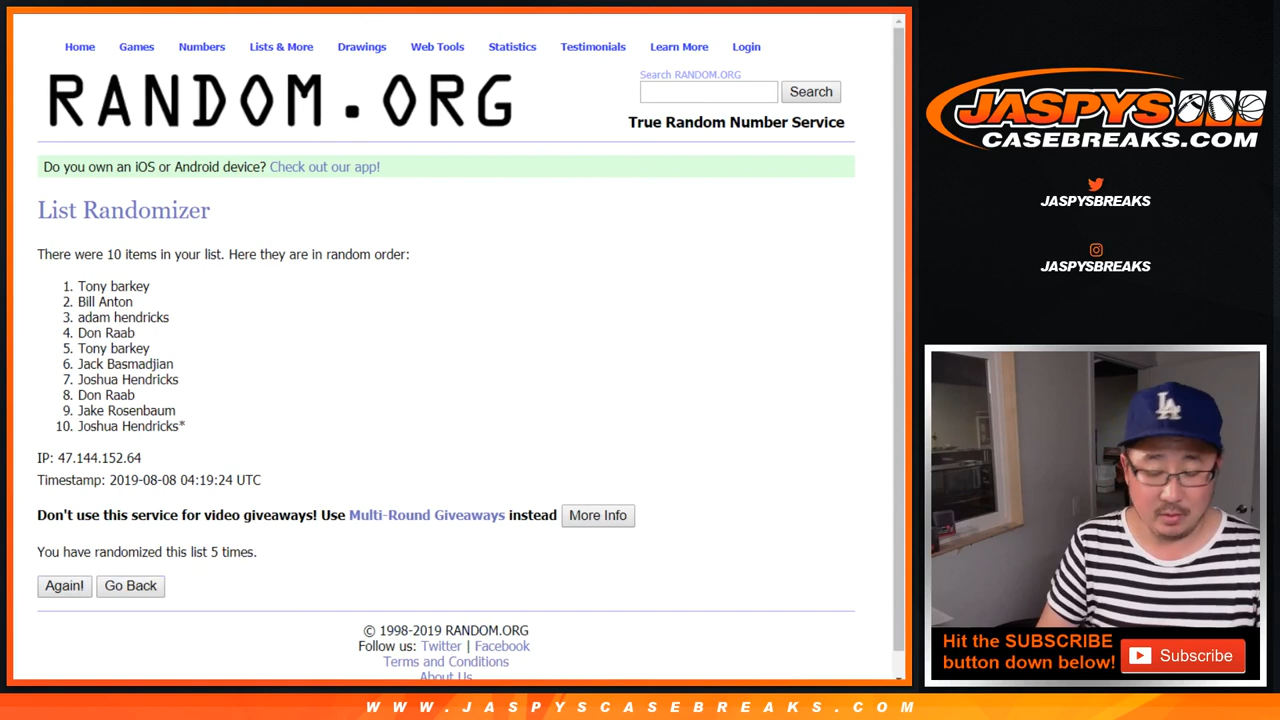 Home Games Numbers Lists & More Drawings Web Tools Statistics Testimonials Learn More Login
RANDOM.ORG
Search RANDOM.ORG
Search
True Random Number Service
Do you own an iOS or Android device? Check out our app!
List Randomizer
There were 10 items in your list. Here they are in random order:
1. Tony barkey
2. Bill Anton
3. adam hendricks
4. Don Raab
5. Tony barkey
6. Jack Basmadjian
7. Joshua Hendricks
8. Don Raab
9. Jake Rosenbaum
10. Joshua Hendricks*
IP: 47.144.152.64
Timestamp: 2019-08-08 04:19:24 UTC
Don't use this service for video giveaways! Use Multi-Round Giveaways instead More Info
You have randomized this list 5 times.
Again! Go Back
© 1998-2019 RANDOM.ORG
Follow us: Twitter | Facebook
Terms and Conditions
About Us
JASPYS
CASEBREAKS.COM
JASPYSBREAKS
JASPYSBREAKS
LA
Hit the SUBSCRIBE
button down below!
Subscribe
WWW.JASPYSCASEBREAKS.COM